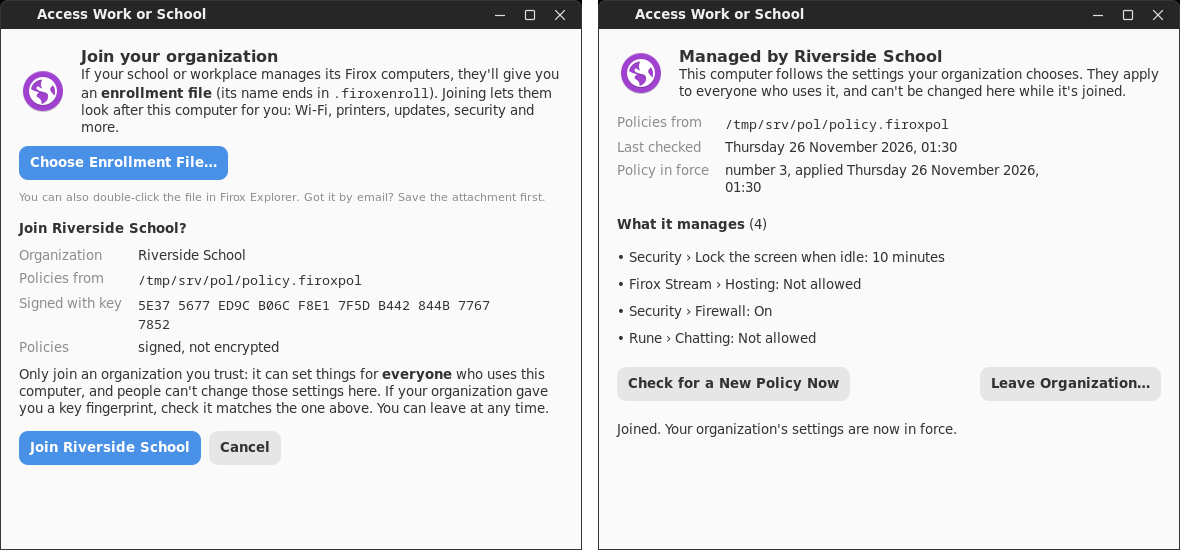 Access Work or School
Join your organization
If your school or workplace manages its Firox computers, they'll give you
an enrollment file (its name ends in .firoxenroll). Joining lets them
look after this computer for you: Wi-Fi, printers, updates, security and
more.
Choose Enrollment File...
You can also double-click the file in Firox Explorer. Got it by email? Save the attachment first.
Join Riverside School?
Organization Riverside School
Policies from /tmp/srv/pol/policy.firoxpol
Signed with key 5E37 5677 ED9C B06C F8E1 7F5D B442 844B 7767
7852
Policies signed, not encrypted
Only join an organization you trust: it can set things for everyone who uses this
computer, and people can't change those settings here. If your organization gave
you a key fingerprint, check it matches the one above. You can leave at any time.
Join Riverside School Cancel
Access Work or School
Managed by Riverside School
This computer follows the settings your organization chooses. They apply
to everyone who uses it, and can't be changed here while it's joined.
Policies from /tmp/srv/pol/policy.firoxpol
Last checked Thursday 26 November 2026, 01:30
Policy in force number 3, applied Thursday 26 November 2026,
01:30
What it manages (4)
• Security › Lock the screen when idle: 10 minutes
• Firox Stream › Hosting: Not allowed
• Security › Firewall: On
• Rune › Chatting: Not allowed
Check for a New Policy Now Leave Organization...
Joined. Your organization's settings are now in force.